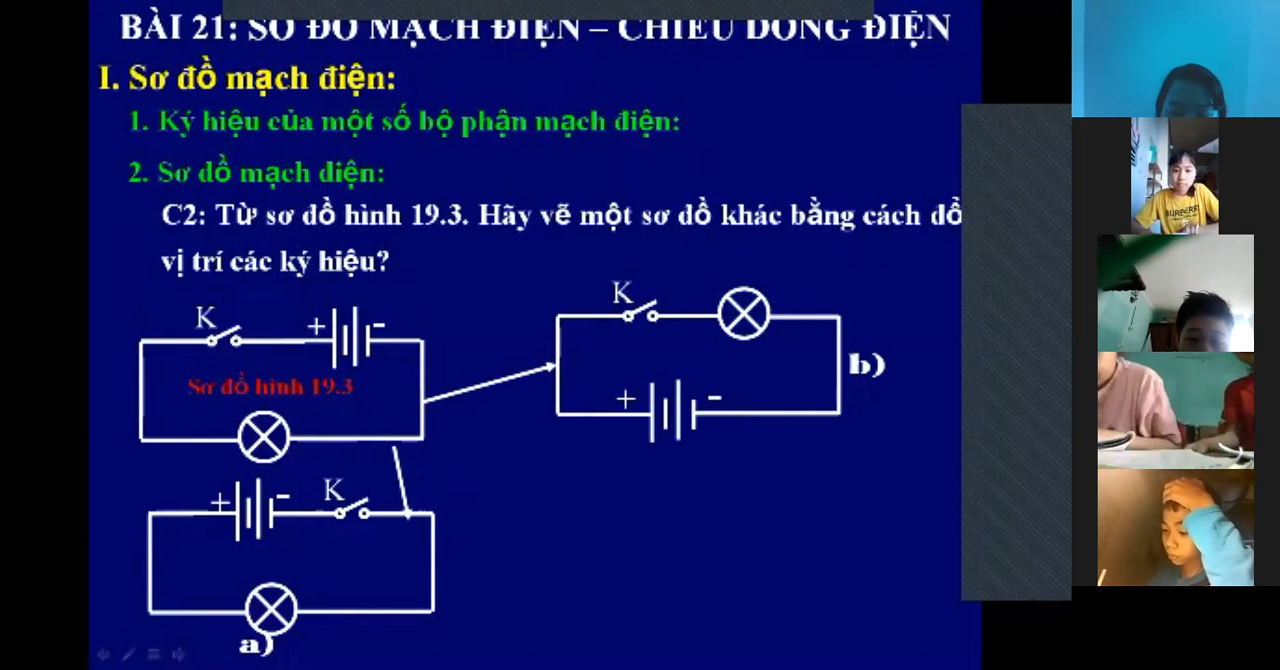 BÀI 21: SƠ ĐỒ MẠCH ĐIỆN – CHIỀU DÒNG ĐIỆN
I. Sơ đồ mạch điện:
1. Ký hiệu của một số bộ phận mạch điện:
2. Sơ đồ mạch điện:
C2: Từ sơ đồ hình 19.3. Hãy vẽ một sơ đồ khác bằng cách đổ
vị trí các ký hiệu?
K + -
Sơ đồ hình 19.3
K
+ -
b)
+ - K
a)
BURBERRY